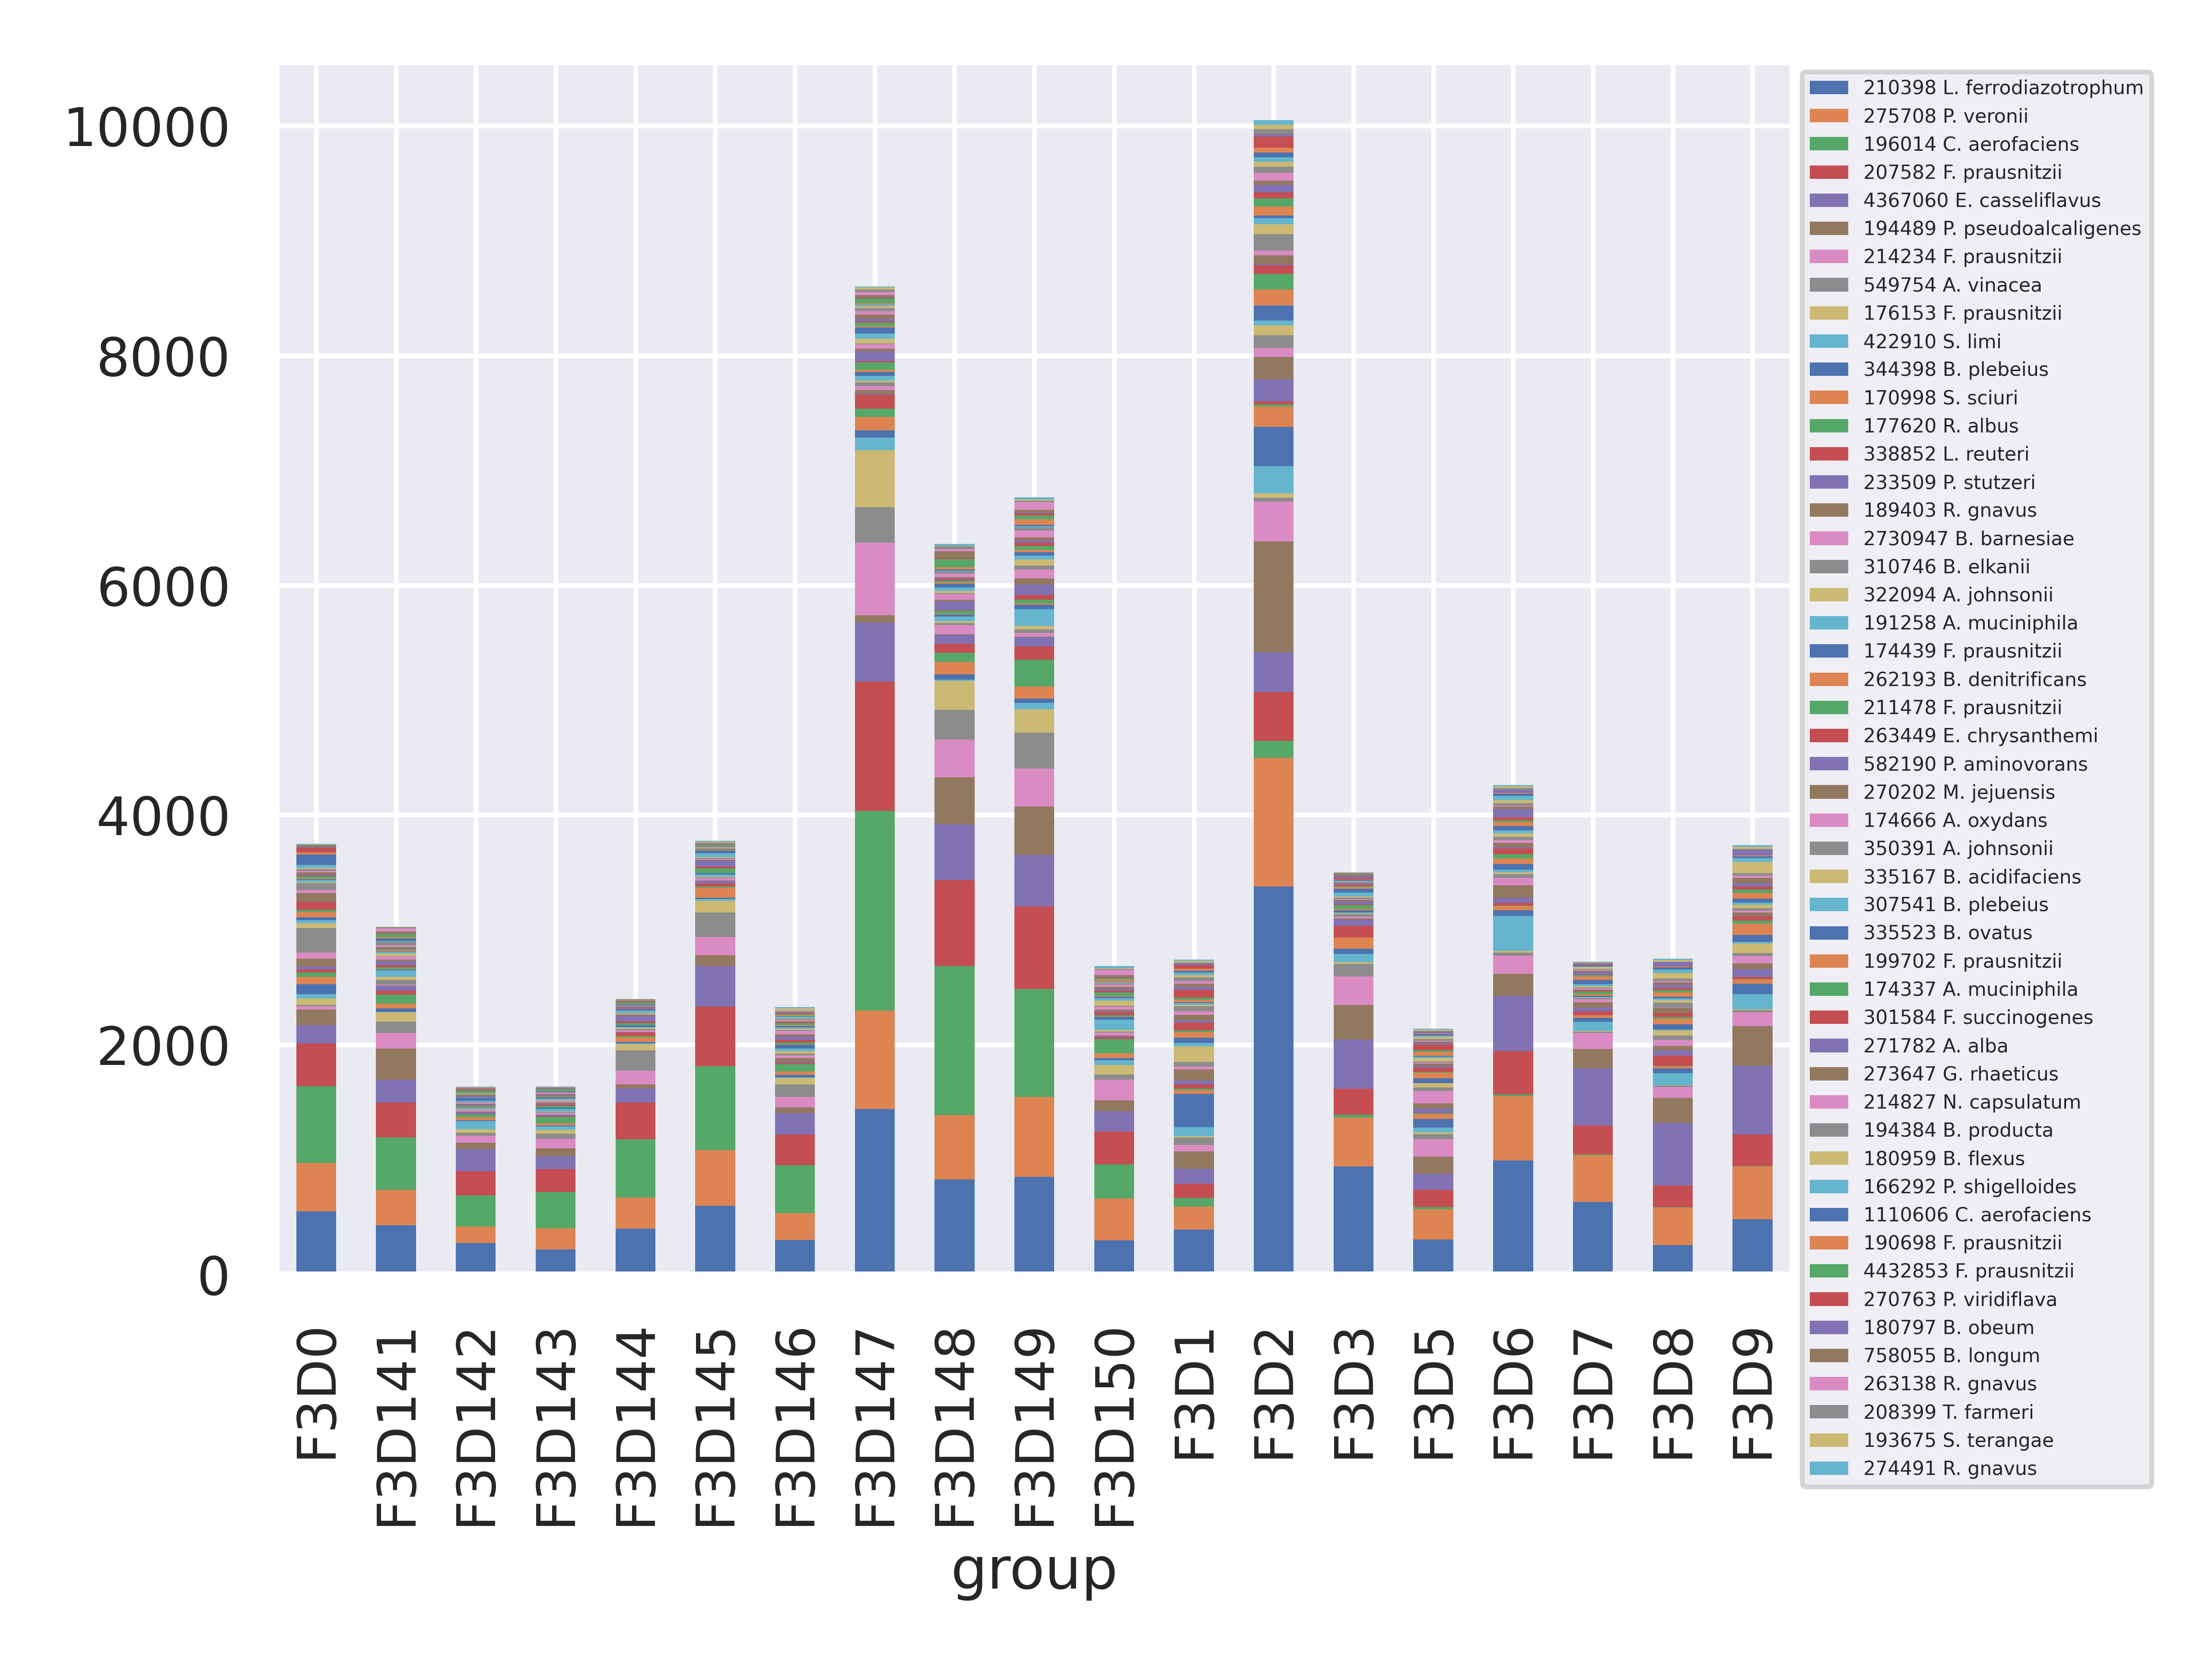 10000
8000
6000
4000
2000
0
F3D0
F3D141
F3D142
F3D143
F3D144
F3D145
F3D146
F3D147
F3D148
F3D149
F3D150
F3D1
F3D2
F3D3
F3D5
F3D6
F3D7
F3D8
F3D9
group
210398 L. ferrodiazotrophum
275708 P. veronii
196014 C. aerofaciens
207582 F. prausnitzii
4367060 E. casseliflavus
194489 P. pseudoalcaligenes
214234 F. prausnitzii
549754 A. vinacea
176153 F. prausnitzii
422910 S. limi
344398 B. plebeius
170998 S. sciuri
177620 R. albus
338852 L. reuteri
233509 P. stutzeri
189403 R. gnavus
2730947 B. barnesiae
310746 B. elkanii
322094 A. johnsonii
191258 A. muciniphila
174439 F. prausnitzii
262193 B. denitrificans
211478 F. prausnitzii
263449 E. chrysanthemi
582190 P. aminovorans
270202 M. jejuensis
174666 A. oxydans
350391 A. johnsonii
335167 B. acidifaciens
307541 B. plebeius
335523 B. ovatus
199702 F. prausnitzii
174337 A. muciniphila
301584 F. succinogenes
271782 A. alba
273647 G. rhaeticus
214827 N. capsulatum
194384 B. producta
180959 B. flexus
166292 P. shigelloides
1110606 C. aerofaciens
190698 F. prausnitzii
4432853 F. prausnitzii
270763 P. viridiflava
180797 B. obeum
758055 B. longum
263138 R. gnavus
208399 T. farmeri
193675 S. terangae
274491 R. gnavus